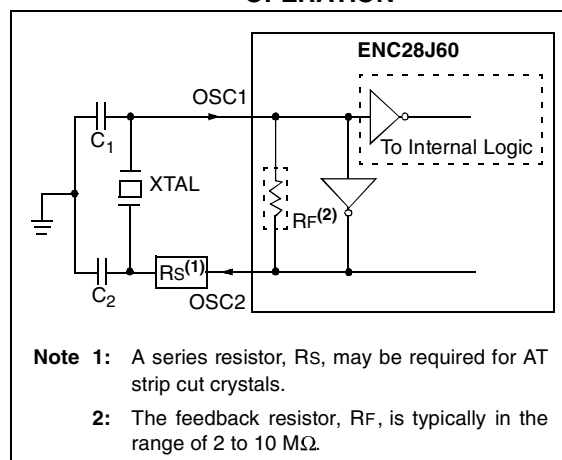 ENC28J60
OSC1
To Internal Logic
C1
XTAL
RF(2)
RS(1)
C2
OSC2
Note 1: A series resistor, RS, may be required for AT
strip cut crystals.
2: The feedback resistor, RF, is typically in the
range of 2 to 10 MΩ.